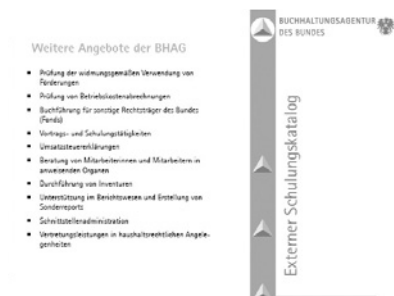 Weitere Angebote der BHAG
▪ Prüfung der widmungsgemäßen Verwendung von
Förderungen
▪ Prüfung von Betriebskostenabrechnungen
▪ Buchführung für sonstige Rechtsträger des Bundes
(Fonds)
▪ Vortrags- und Schulungstätigkeiten
▪ Umsatzsteuererklärungen
▪ Beratung von Mitarbeiterinnen und Mitarbeitern in
anweisenden Organen
▪ Durchführung von Inventuren
▪ Unterstützung im Berichtswesen und Erstellung von
Sonderreports
▪ Schnittstellenadministration
▪ Vertretungsleistungen in haushaltsrechtlichen Angele-
genheiten
BUCHHALTUNGSAGENTUR
DES BUNDES
Externer Schulungskatalog